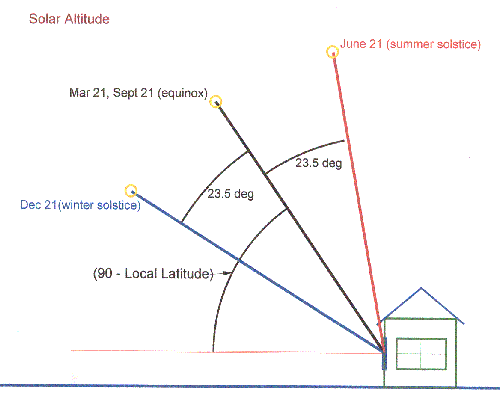 Solar Altitude
June 21 (summer solstice)
Mar 21, Sept 21 (equinox)
23.5 deg
23.5 deg
Dec 21(winter solstice)
(90 - Local Latitude)